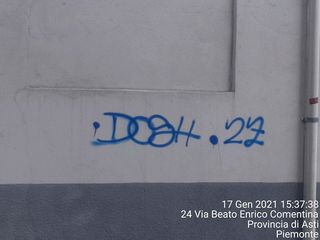 .DOSH.22
17 Gen 2021 15:37:38
24 Via Beato Enrico Comentina
Provincia di Asti
Piemonte